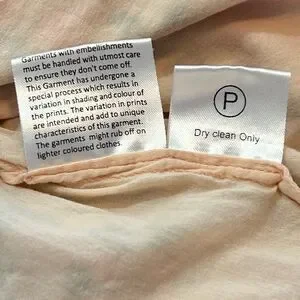 Garments with embellishments
must be handled with utmost care
to ensure they don't come off.
This Garment has undergone a
special process which results in
variation in shading and colour of
the prints. The variation in prints
are intended and add to unique
characteristics of this garment.
The garments might rub off on
lighter coloured clothes.
P
Dry clean Only